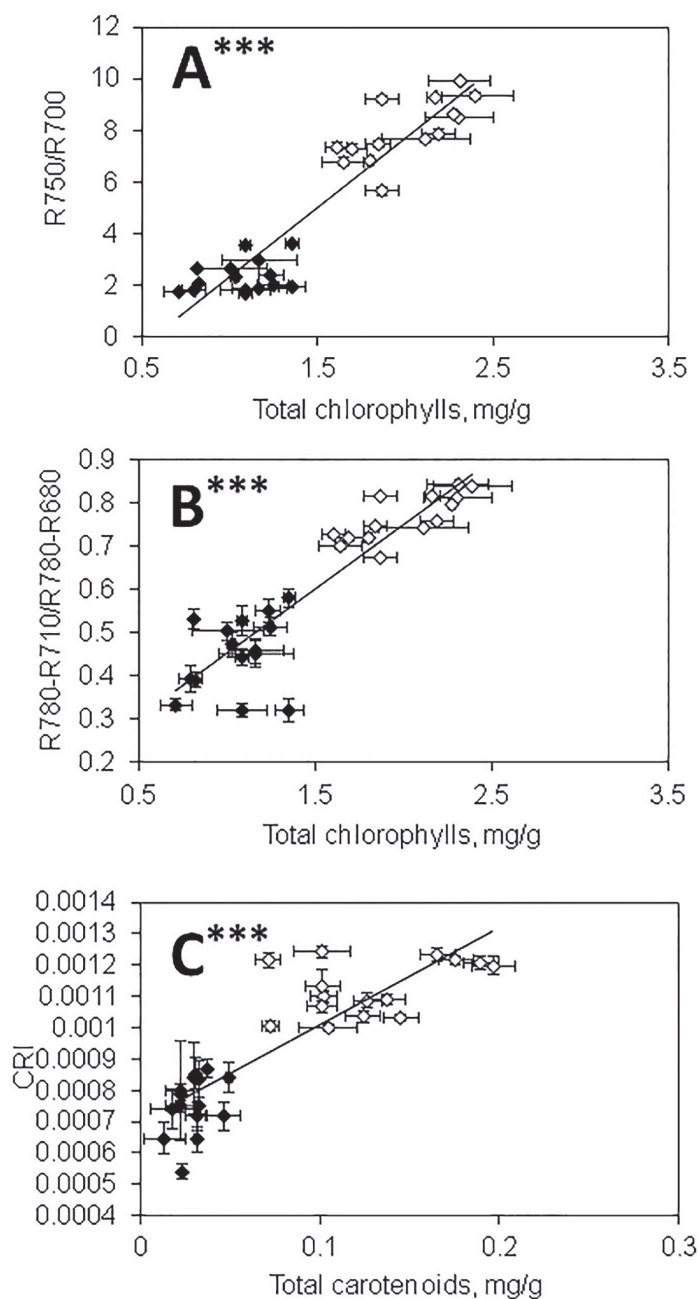 A***
12
10
8
6
4
2
0
R750/R700
0.5 1.5 2.5 3.5
Total chlorophylls, mg/g
B***
0.9
0.8
0.7
0.6
0.5
0.4
0.3
0.2
R780-R710/R780-R680
0.5 1.5 2.5 3.5
Total chlorophylls, mg/g
C***
0.0014
0.0013
0.0012
0.0011
0.001
0.0009
0.0008
0.0007
0.0006
0.0005
0.0004
CRI
0 0.1 0.2 0.3
Total carotenoids, mg/g